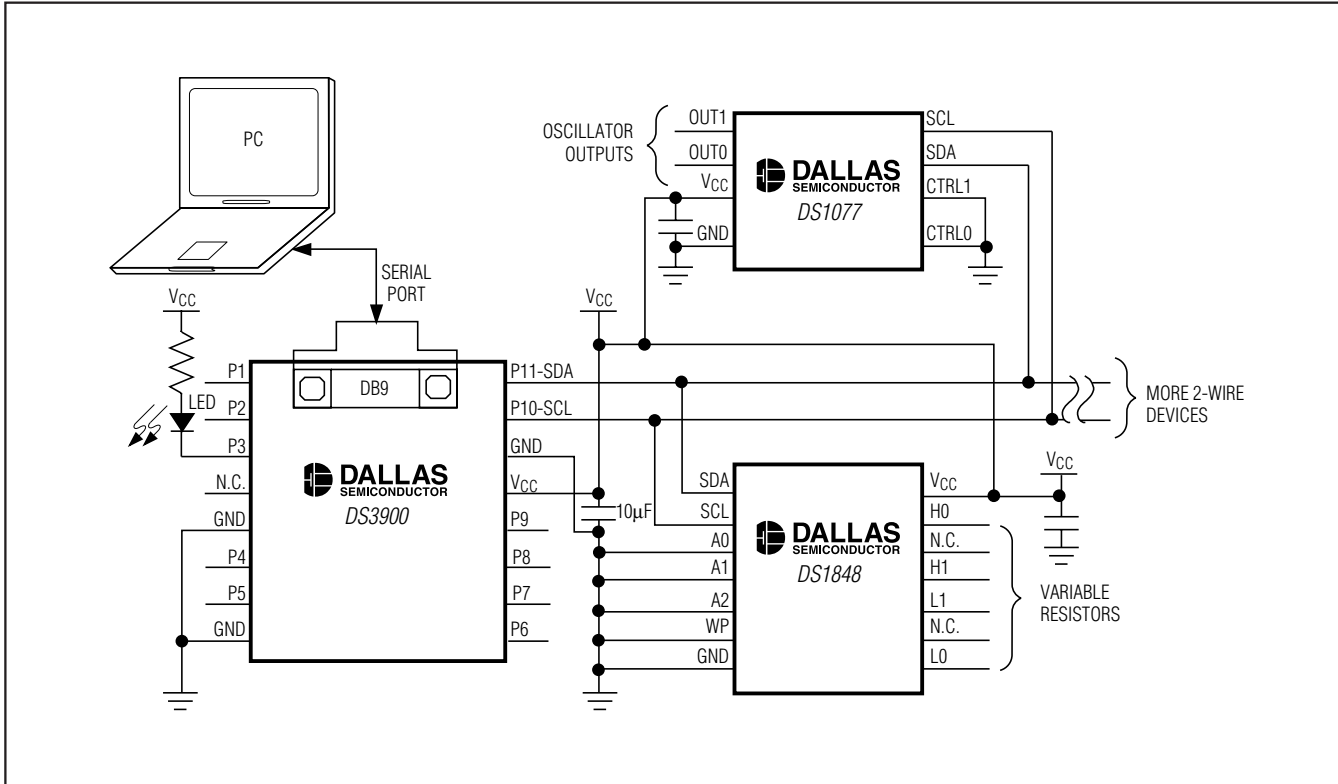 PC
SERIAL
PORT
VCC
LED
DB9
P1
P2
P3
N.C.
GND
P4
P5
GND
DALLAS
SEMICONDUCTOR
DS3900
P11-SDA
P10-SCL
GND
VCC
P9
P8
P7
P6
VCC
10µF
OSCILLATOR
OUTPUTS
OUT1
OUT0
VCC
GND
DALLAS
SEMICONDUCTOR
DS1077
SCL
SDA
CTRL1
CTRL0
MORE 2-WIRE
DEVICES
SDA
SCL
A0
A1
A2
WP
GND
DALLAS
SEMICONDUCTOR
DS1848
VCC
H0
N.C.
H1
L1
N.C.
L0
VCC
VARIABLE
RESISTORS